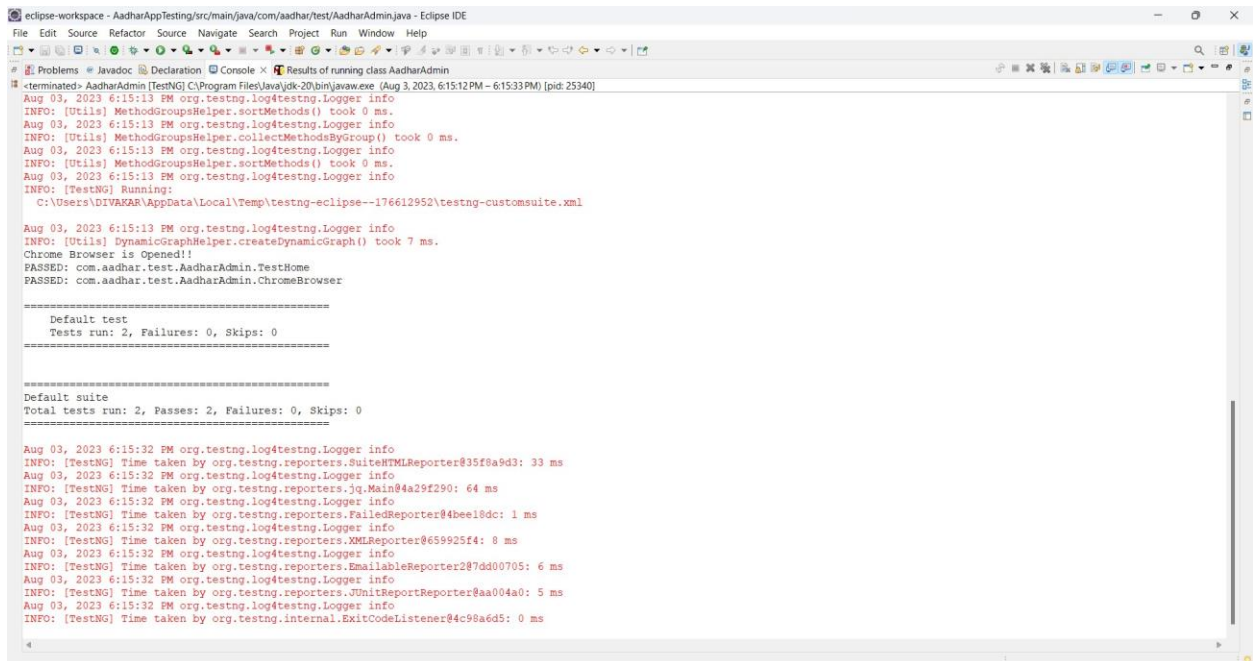 eclipse-workspace - AadharAppTesting/src/main/java/com/aadhar/test/AadharAdmin.java - Eclipse IDE
File Edit Source Refactor Source Navigate Search Project Run Window Help
Problems Javadoc Declaration Console × Results of running class AadharAdmin
<terminated> AadharAdmin [TestNG] C:\Program Files\Java\jdk-20\bin\javaw.exe (Aug 3, 2023, 6:15:12 PM – 6:15:33 PM) [pid: 25340]
Aug 03, 2023 6:15:13 PM org.testng.log4testng.Logger info
INFO: [Utils] MethodGroupsHelper.sortMethods() took 0 ms.
Aug 03, 2023 6:15:13 PM org.testng.log4testng.Logger info
INFO: [Utils] MethodGroupsHelper.collectMethodsByGroup() took 0 ms.
Aug 03, 2023 6:15:13 PM org.testng.log4testng.Logger info
INFO: [Utils] MethodGroupsHelper.sortMethods() took 0 ms.
Aug 03, 2023 6:15:13 PM org.testng.log4testng.Logger info
INFO: [TestNG] Running:
C:\Users\DIVAKAR\AppData\Local\Temp\testng-eclipse--176612952\testng-customsuite.xml
Aug 03, 2023 6:15:13 PM org.testng.log4testng.Logger info
INFO: [Utils] DynamicGraphHelper.createDynamicGraph() took 7 ms.
Chrome Browser is Opened!!
PASSED: com.aadhar.test.AadharAdmin.TestHome
PASSED: com.aadhar.test.AadharAdmin.ChromeBrowser
===============================================
Default test
Tests run: 2, Failures: 0, Skips: 0
===============================================
===============================================
Default suite
Total tests run: 2, Passes: 2, Failures: 0, Skips: 0
===============================================
Aug 03, 2023 6:15:32 PM org.testng.log4testng.Logger info
INFO: [TestNG] Time taken by org.testng.reporters.SuiteHTMLReporter@35f8a9d3: 33 ms
Aug 03, 2023 6:15:32 PM org.testng.log4testng.Logger info
INFO: [TestNG] Time taken by org.testng.reporters.jq.Main@4a29f290: 64 ms
Aug 03, 2023 6:15:32 PM org.testng.log4testng.Logger info
INFO: [TestNG] Time taken by org.testng.reporters.FailedReporter@4bee18dc: 1 ms
Aug 03, 2023 6:15:32 PM org.testng.log4testng.Logger info
INFO: [TestNG] Time taken by org.testng.reporters.XMLReporter@659925f4: 8 ms
Aug 03, 2023 6:15:32 PM org.testng.log4testng.Logger info
INFO: [TestNG] Time taken by org.testng.reporters.EmailableReporter2@7dd00705: 6 ms
Aug 03, 2023 6:15:32 PM org.testng.log4testng.Logger info
INFO: [TestNG] Time taken by org.testng.reporters.JUnitReportReporter@aa004a0: 5 ms
Aug 03, 2023 6:15:32 PM org.testng.log4testng.Logger info
INFO: [TestNG] Time taken by org.testng.internal.ExitCodeListener@4c98a6d5: 0 ms